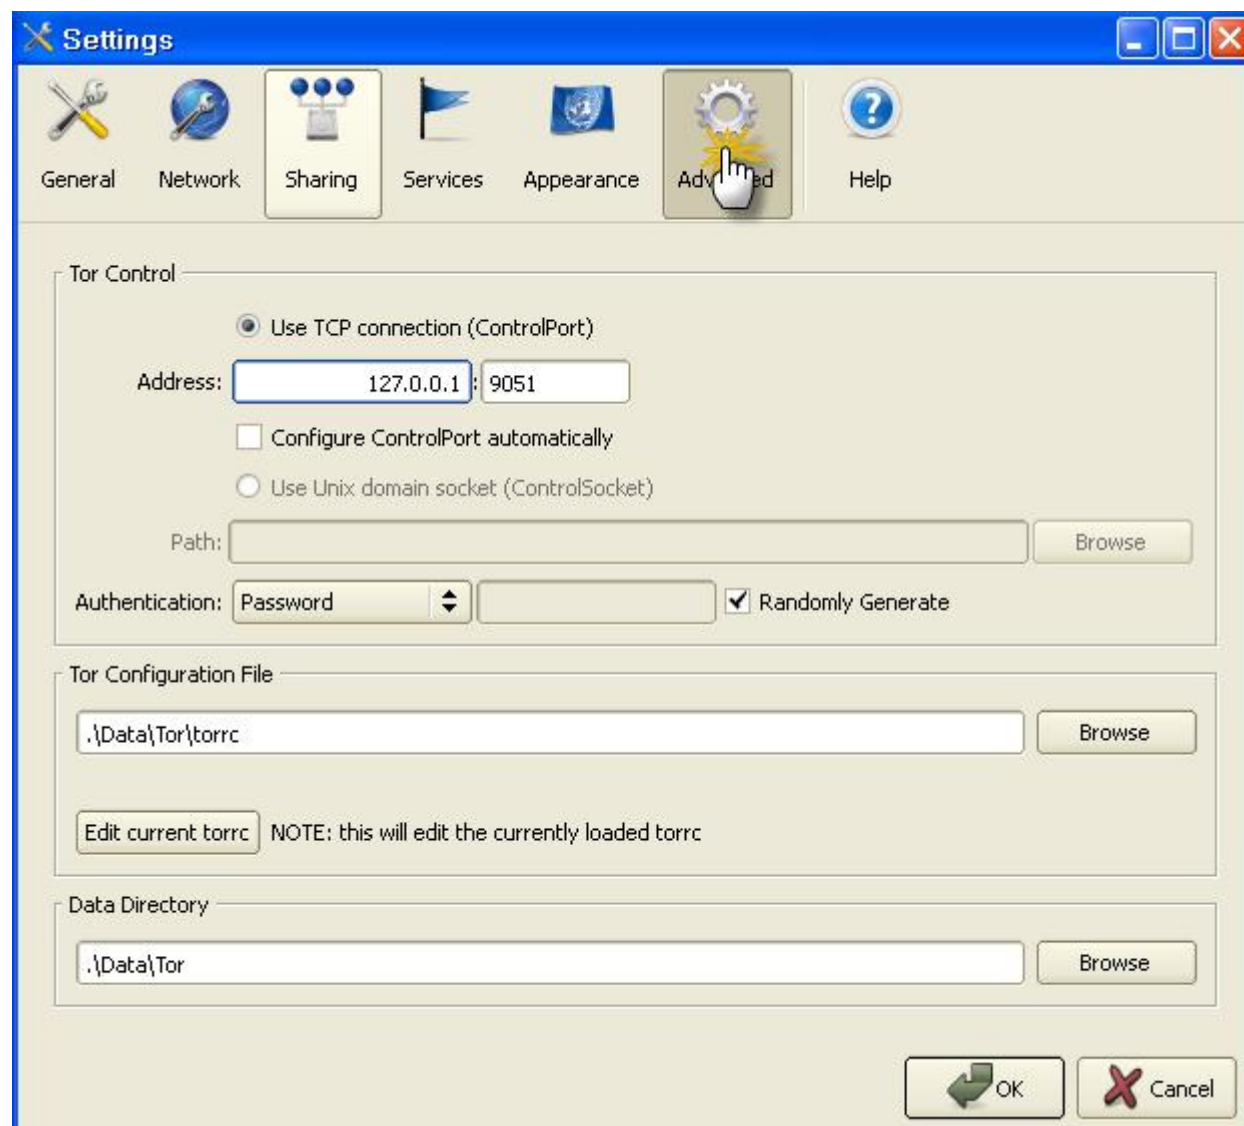 Settings
General Network Sharing Services Appearance Advanced Help
Tor Control
Use TCP connection (ControlPort)
Address: 127.0.0.1 : 9051
Configure ControlPort automatically
Use Unix domain socket (ControlSocket)
Path: Browse
Authentication: Password Randomly Generate
Tor Configuration File
.\Data\Tor\torrc Browse
Edit current torrc NOTE: this will edit the currently loaded torrc
Data Directory
.\Data\Tor Browse
OK Cancel